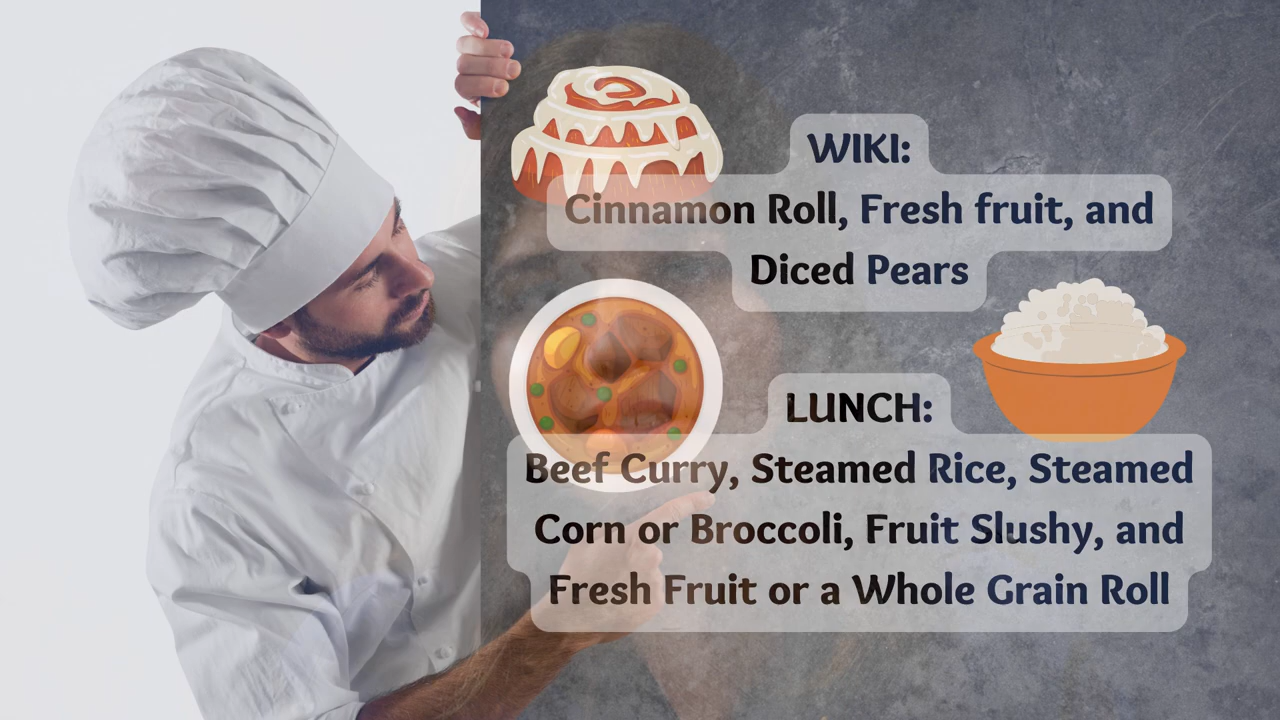 WIKI:
Cinnamon Roll, Fresh fruit, and
Diced Pears
LUNCH:
Beef Curry, Steamed Rice, Steamed
Corn or Broccoli, Fruit Slushy, and
Fresh Fruit or a Whole Grain Roll